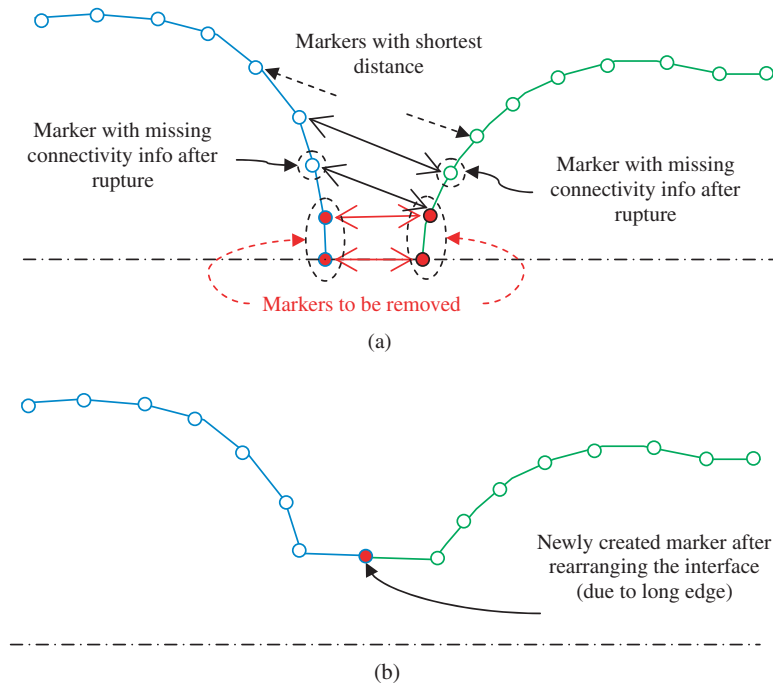 Markers with shortest
distance
Marker with missing
connectivity info after
rupture
Marker with missing
connectivity info after
rupture
Markers to be removed
(a)
Newly created marker after
rearranging the interface
(due to long edge)
(b)